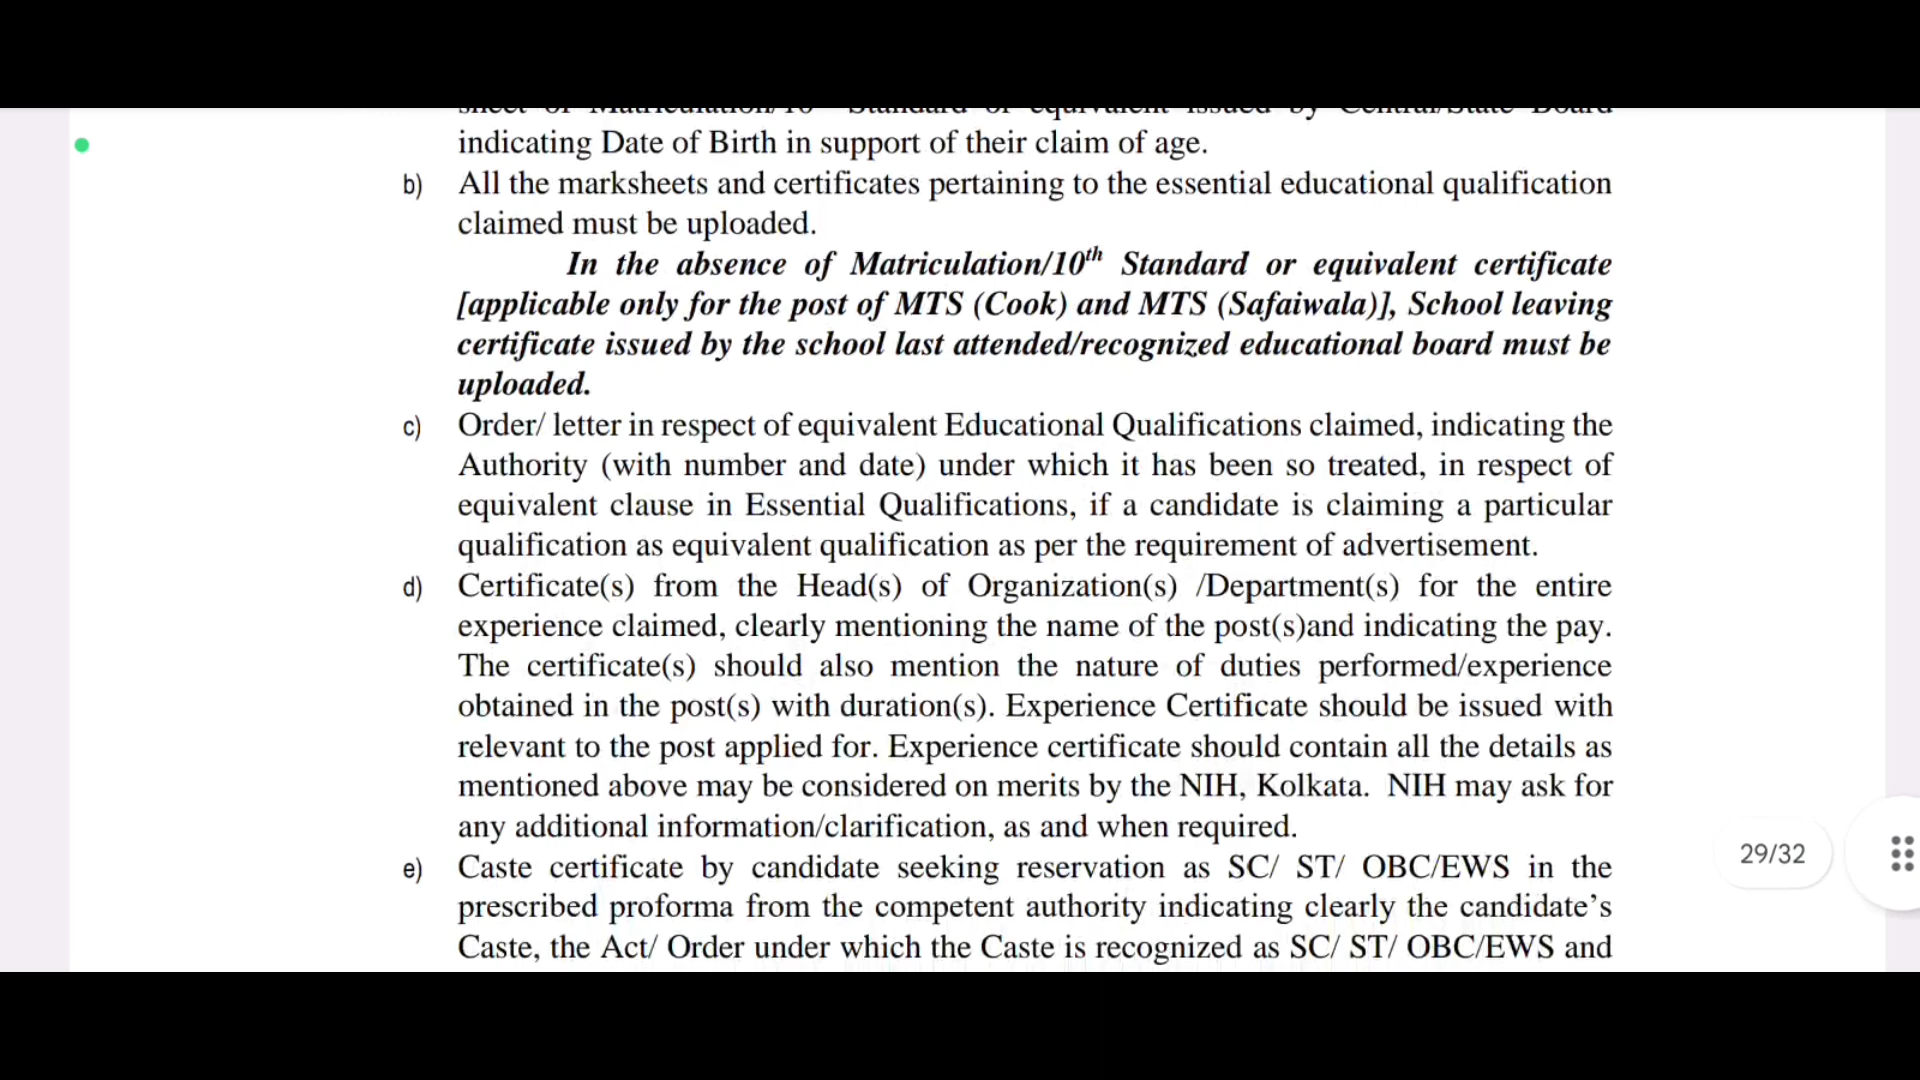 indicating Date of Birth in support of their claim of age.
b) All the marksheets and certificates pertaining to the essential educational qualification
claimed must be uploaded.
In the absence of Matriculation/10th Standard or equivalent certificate
[applicable only for the post of MTS (Cook) and MTS (Safaiwala)], School leaving
certificate issued by the school last attended/recognized educational board must be
uploaded.
c) Order/ letter in respect of equivalent Educational Qualifications claimed, indicating the
Authority (with number and date) under which it has been so treated, in respect of
equivalent clause in Essential Qualifications, if a candidate is claiming a particular
qualification as equivalent qualification as per the requirement of advertisement.
d) Certificate(s) from the Head(s) of Organization(s) /Department(s) for the entire
experience claimed, clearly mentioning the name of the post(s)and indicating the pay.
The certificate(s) should also mention the nature of duties performed/experience
obtained in the post(s) with duration(s). Experience Certificate should be issued with
relevant to the post applied for. Experience certificate should contain all the details as
mentioned above may be considered on merits by the NIH, Kolkata. NIH may ask for
any additional information/clarification, as and when required.
29/32
e) Caste certificate by candidate seeking reservation as SC/ ST/ OBC/EWS in the
prescribed proforma from the competent authority indicating clearly the candidate’s
Caste, the Act/ Order under which the Caste is recognized as SC/ ST/ OBC/EWS and